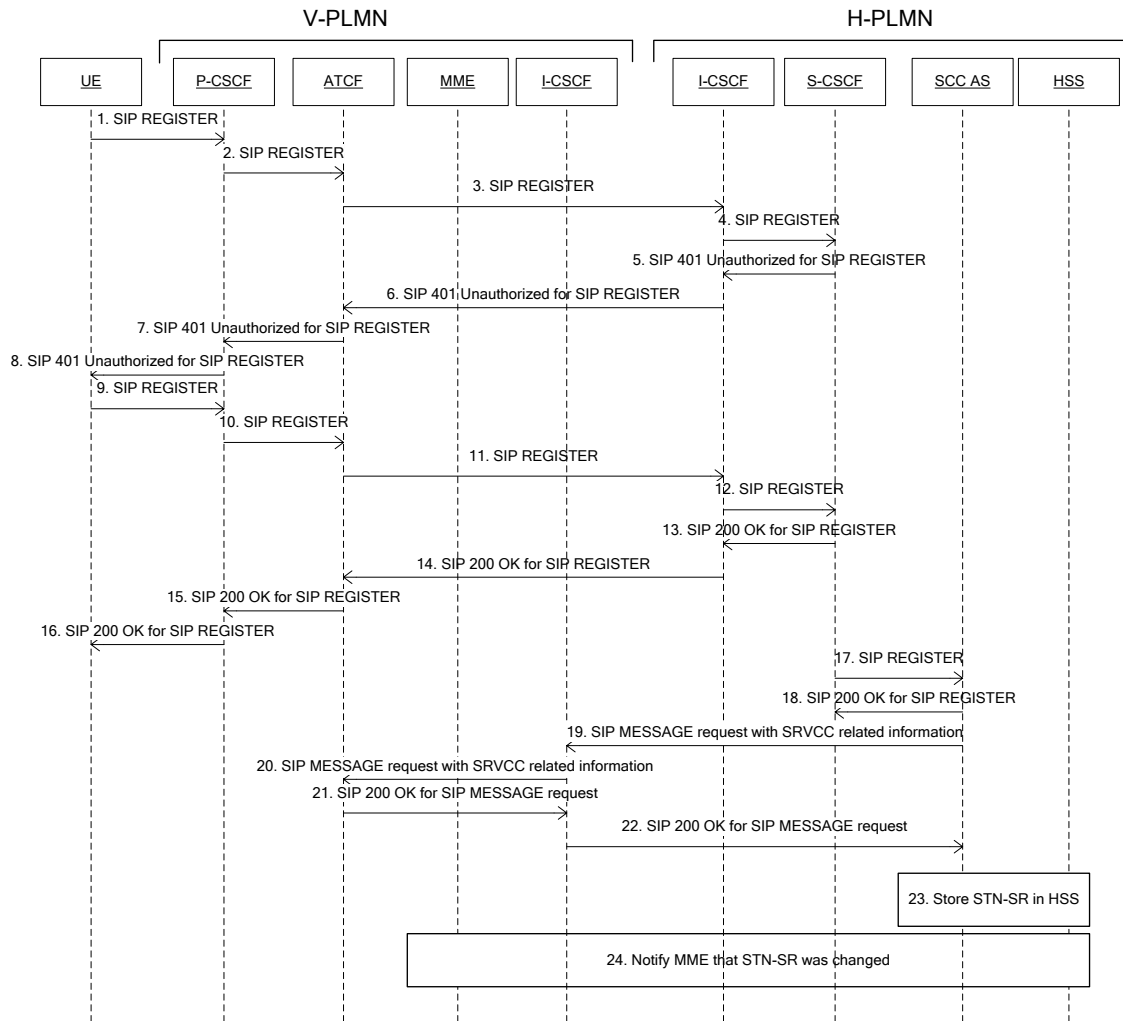 V-PLMN
H-PLMN
UE
P-CSCF
ATCF
MME
I-CSCF
I-CSCF
S-CSCF
SCC AS
HSS
1. SIP REGISTER
2. SIP REGISTER
3. SIP REGISTER
4. SIP REGISTER
5. SIP 401 Unauthorized for SIP REGISTER
6. SIP 401 Unauthorized for SIP REGISTER
7. SIP 401 Unauthorized for SIP REGISTER
8. SIP 401 Unauthorized for SIP REGISTER
9. SIP REGISTER
10. SIP REGISTER
11. SIP REGISTER
12. SIP REGISTER
13. SIP 200 OK for SIP REGISTER
14. SIP 200 OK for SIP REGISTER
15. SIP 200 OK for SIP REGISTER
16. SIP 200 OK for SIP REGISTER
17. SIP REGISTER
18. SIP 200 OK for SIP REGISTER
19. SIP MESSAGE request with SRVCC related information
20. SIP MESSAGE request with SRVCC related information
21. SIP 200 OK for SIP MESSAGE request
22. SIP 200 OK for SIP MESSAGE request
23. Store STN-SR in HSS
24. Notify MME that STN-SR was changed